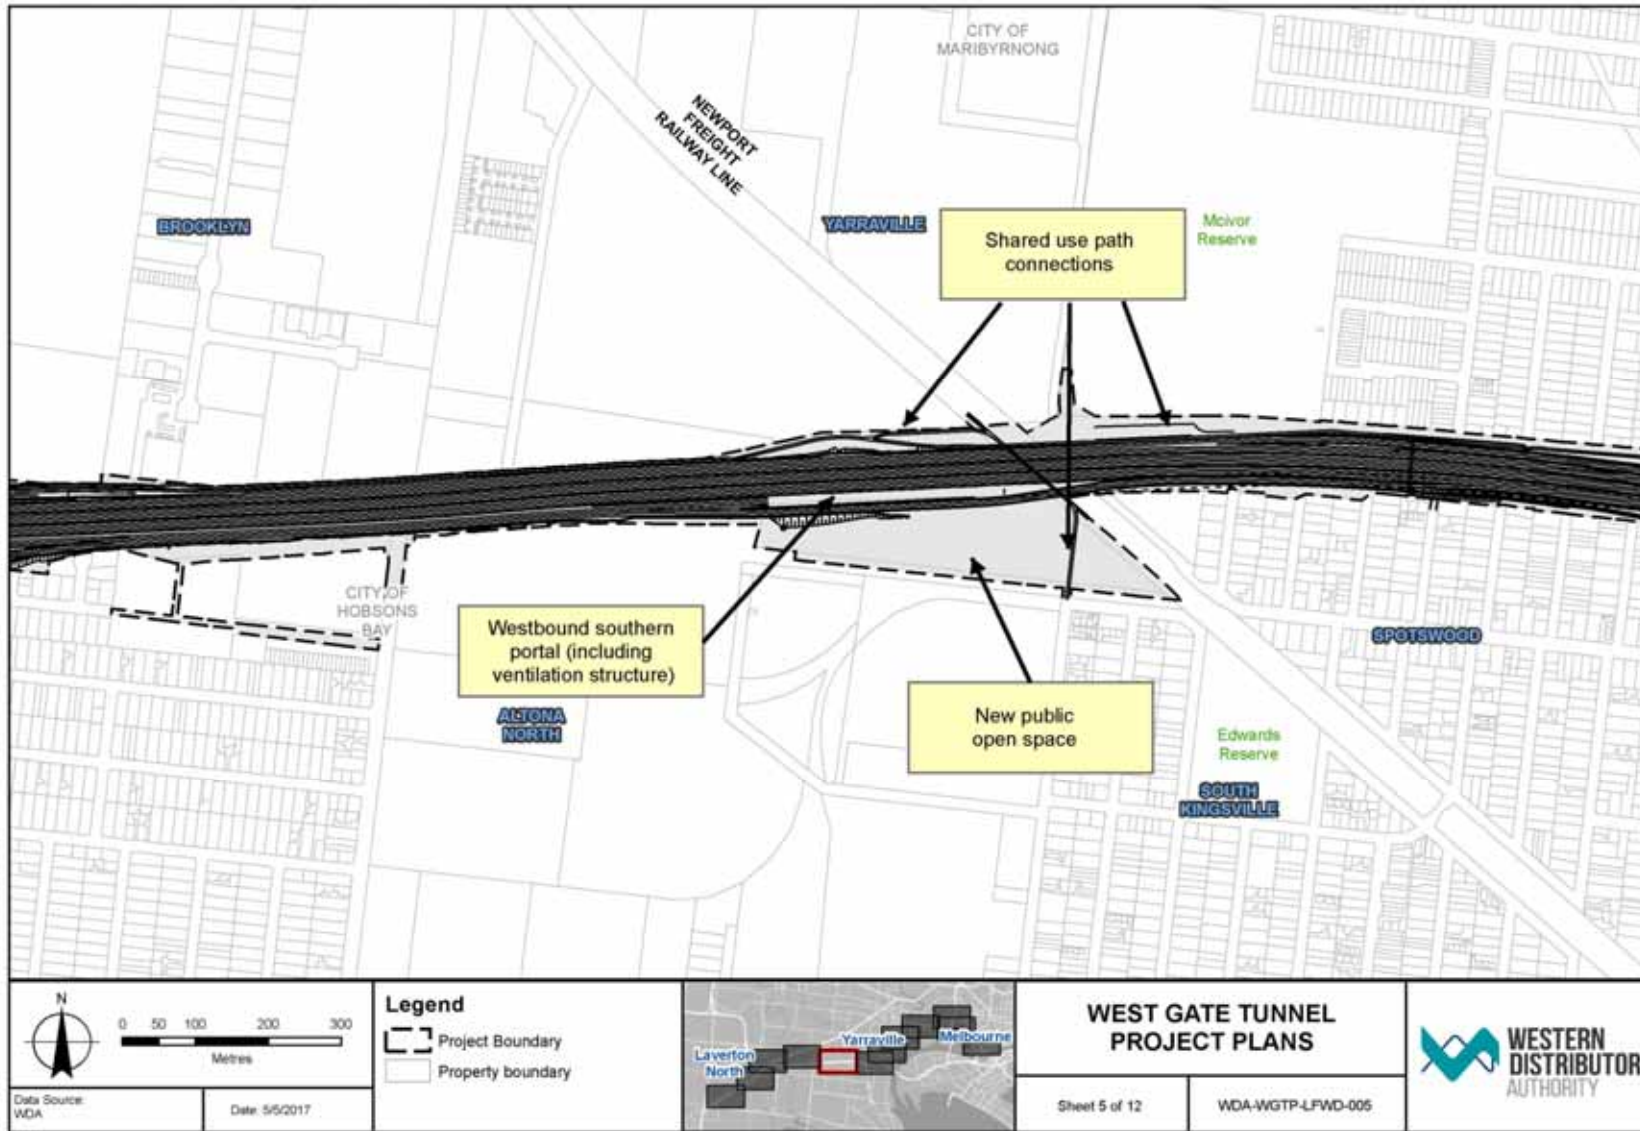 CITY OF
MARIBYRNONG
NEWPORT
FREIGHT
RAILWAY LINE
BROOKLYN
YARRAVILLE
Shared use path
connections
Mcivor
Reserve
CITY OF
HOBSONS
BAY
Westbound southern
portal (including
ventilation structure)
ALTONA
NORTH
New public
open space
SPOTSWOOD
Edwards
Reserve
SOUTH
KINGSVILLE
N
0 50 100 200 300
Metres
Data Source:
WDA
Date: 5/5/2017
Legend
Project Boundary
Property boundary
Laverton
North
Yarraville
Melbourne
WEST GATE TUNNEL
PROJECT PLANS
Sheet 5 of 12
WDA-WGTP-LFWD-005
WESTERN
DISTRIBUTOR
AUTHORITY